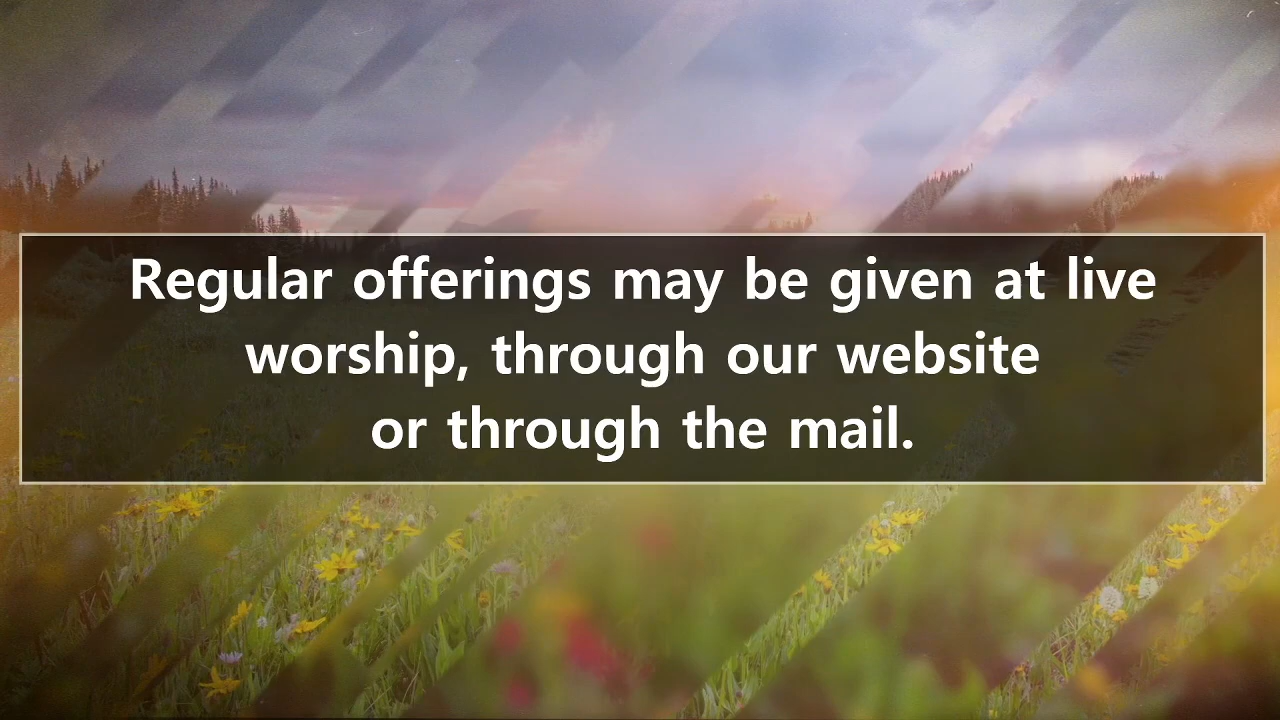 Regular offerings may be given at live
worship, through our website
or through the mail.